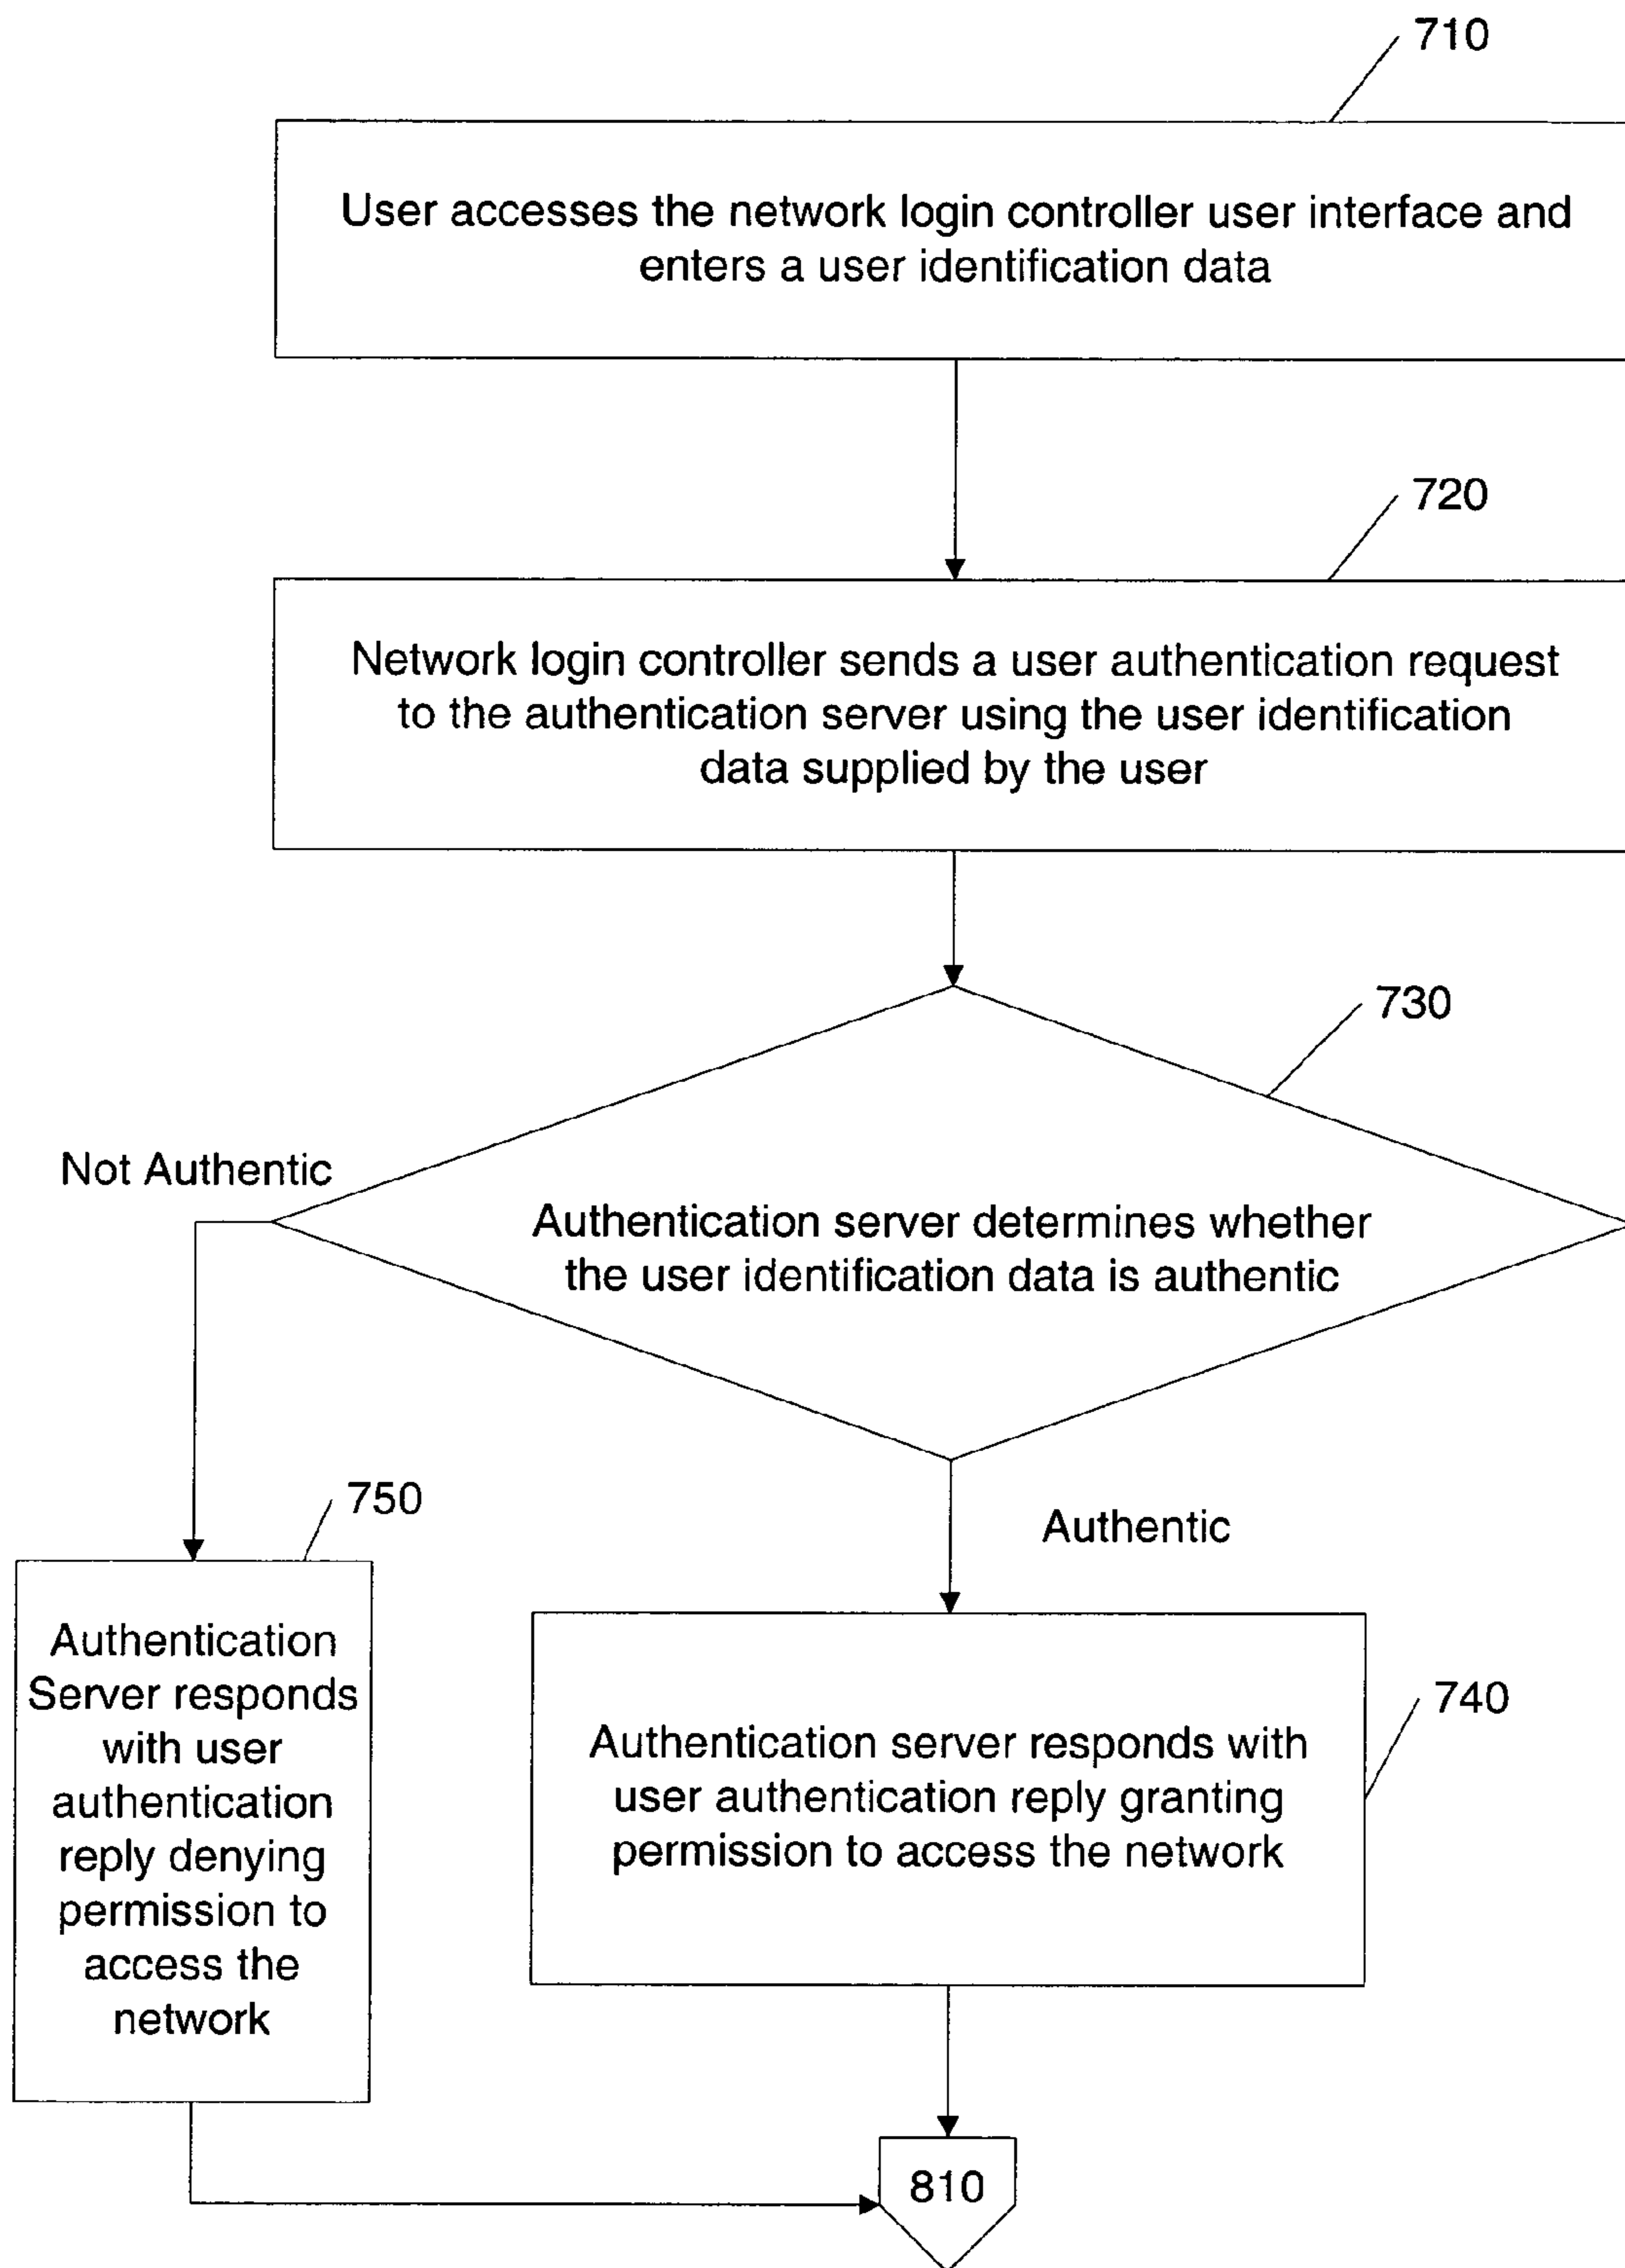 710
User accesses the network login controller user interface and
enters a user identification data
720
Network login controller sends a user authentication request
to the authentication server using the user identification
data supplied by the user
730
Not Authentic
Authentication server determines whether
the user identification data is authentic
750
Authentic
Authentication
Server responds
with user
authentication
reply denying
permission to
access the
network
740
Authentication server responds with
user authentication reply granting
permission to access the network
810